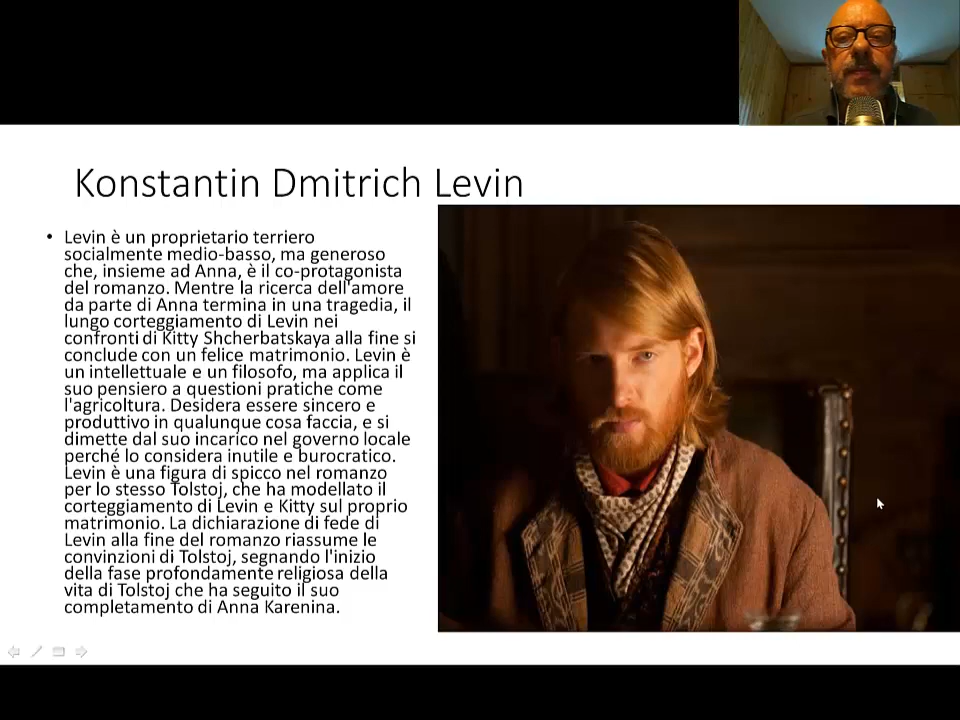 Konstantin Dmitrich Levin
• Levin è un proprietario terriero
socialmente medio-basso, ma generoso
che, insieme ad Anna, è il co-protagonista
del romanzo. Mentre la ricerca dell'amore
da parte di Anna termina in una tragedia, il
lungo corteggiamento di Levin nei
confronti di Kitty Shcherbatskaya alla fine si
conclude con un felice matrimonio. Levin è
un intellettuale e un filosofo, ma applica il
suo pensiero a questioni pratiche come
l'agricoltura. Desidera essere sincero e
produttivo in qualunque cosa faccia, e si
dimette dal suo incarico nel governo locale
perché lo considera inutile e burocratico.
Levin è una figura di spicco nel romanzo
per lo stesso Tolstoj, che ha modellato il
corteggiamento di Levin e Kitty sul proprio
matrimonio. La dichiarazione di fede di
Levin alla fine del romanzo riassume le
convinzioni di Tolstoj, segnando l'inizio
della fase profondamente religiosa della
vita di Tolstoj che ha seguito il suo
completamento di Anna Karenina.